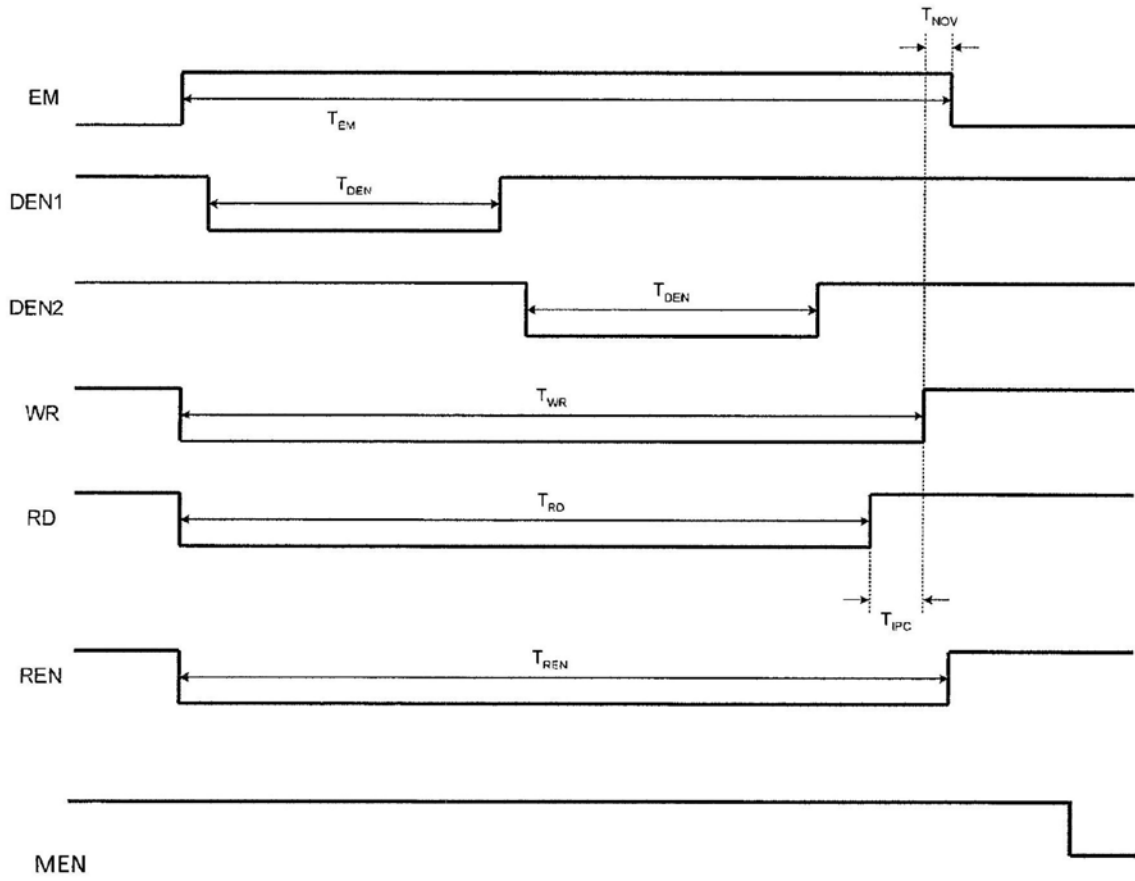 T_NOV
EM
T_EM
DEN1
T_DEN
DEN2
T_DEN
WR
T_WR
RD
T_RD
T_IPC
REN
T_REN
MEN